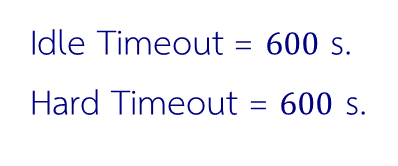 Idle Timeout = 600 s.
Hard Timeout = 600 s.